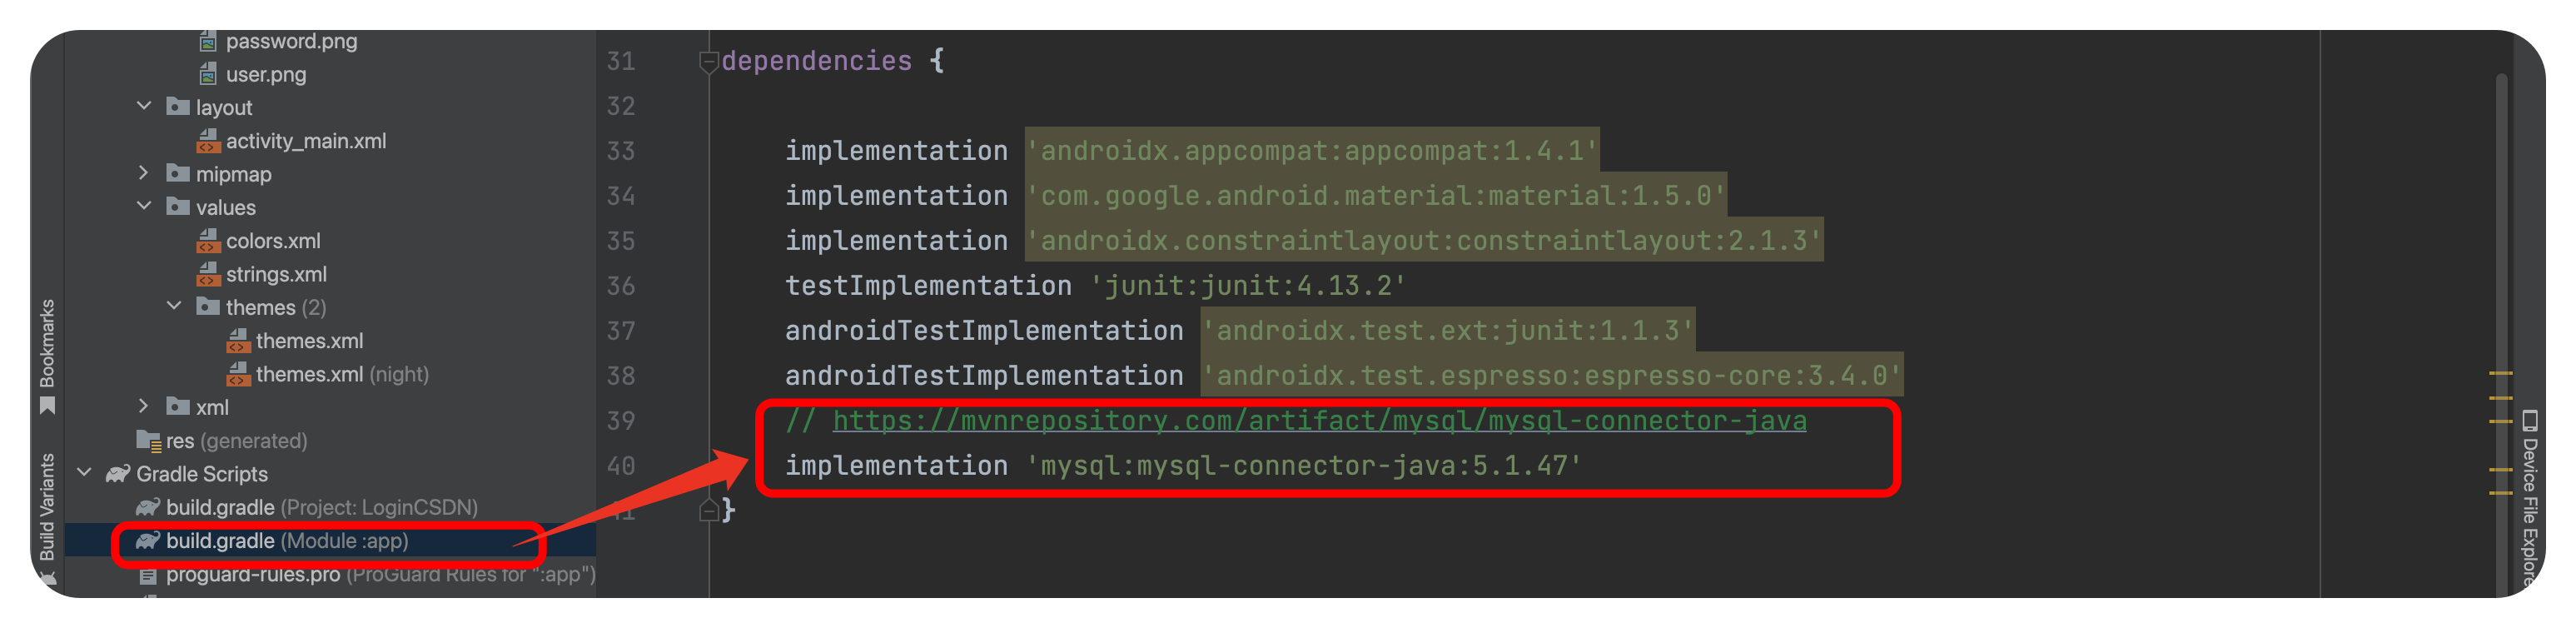 password.png
user.png
layout
activity_main.xml
mipmap
values
colors.xml
strings.xml
themes (2)
themes.xml
themes.xml (night)
xml
res (generated)
Gradle Scripts
build.gradle (Project: LoginCSDN)
build.gradle (Module :app)
proguard-rules.pro (ProGuard Rules for ":app")
Bookmarks
Build Variants
31 dependencies {
32
33 implementation 'androidx.appcompat:appcompat:1.4.1'
34 implementation 'com.google.android.material:material:1.5.0'
35 implementation 'androidx.constraintlayout:constraintlayout:2.1.3'
36 testImplementation 'junit:junit:4.13.2'
37 androidTestImplementation 'androidx.test.ext:junit:1.1.3'
38 androidTestImplementation 'androidx.test.espresso:espresso-core:3.4.0'
39 // https://mvnrepository.com/artifact/mysql/mysql-connector-java
40 implementation 'mysql:mysql-connector-java:5.1.47'
41 }
Device File Explore